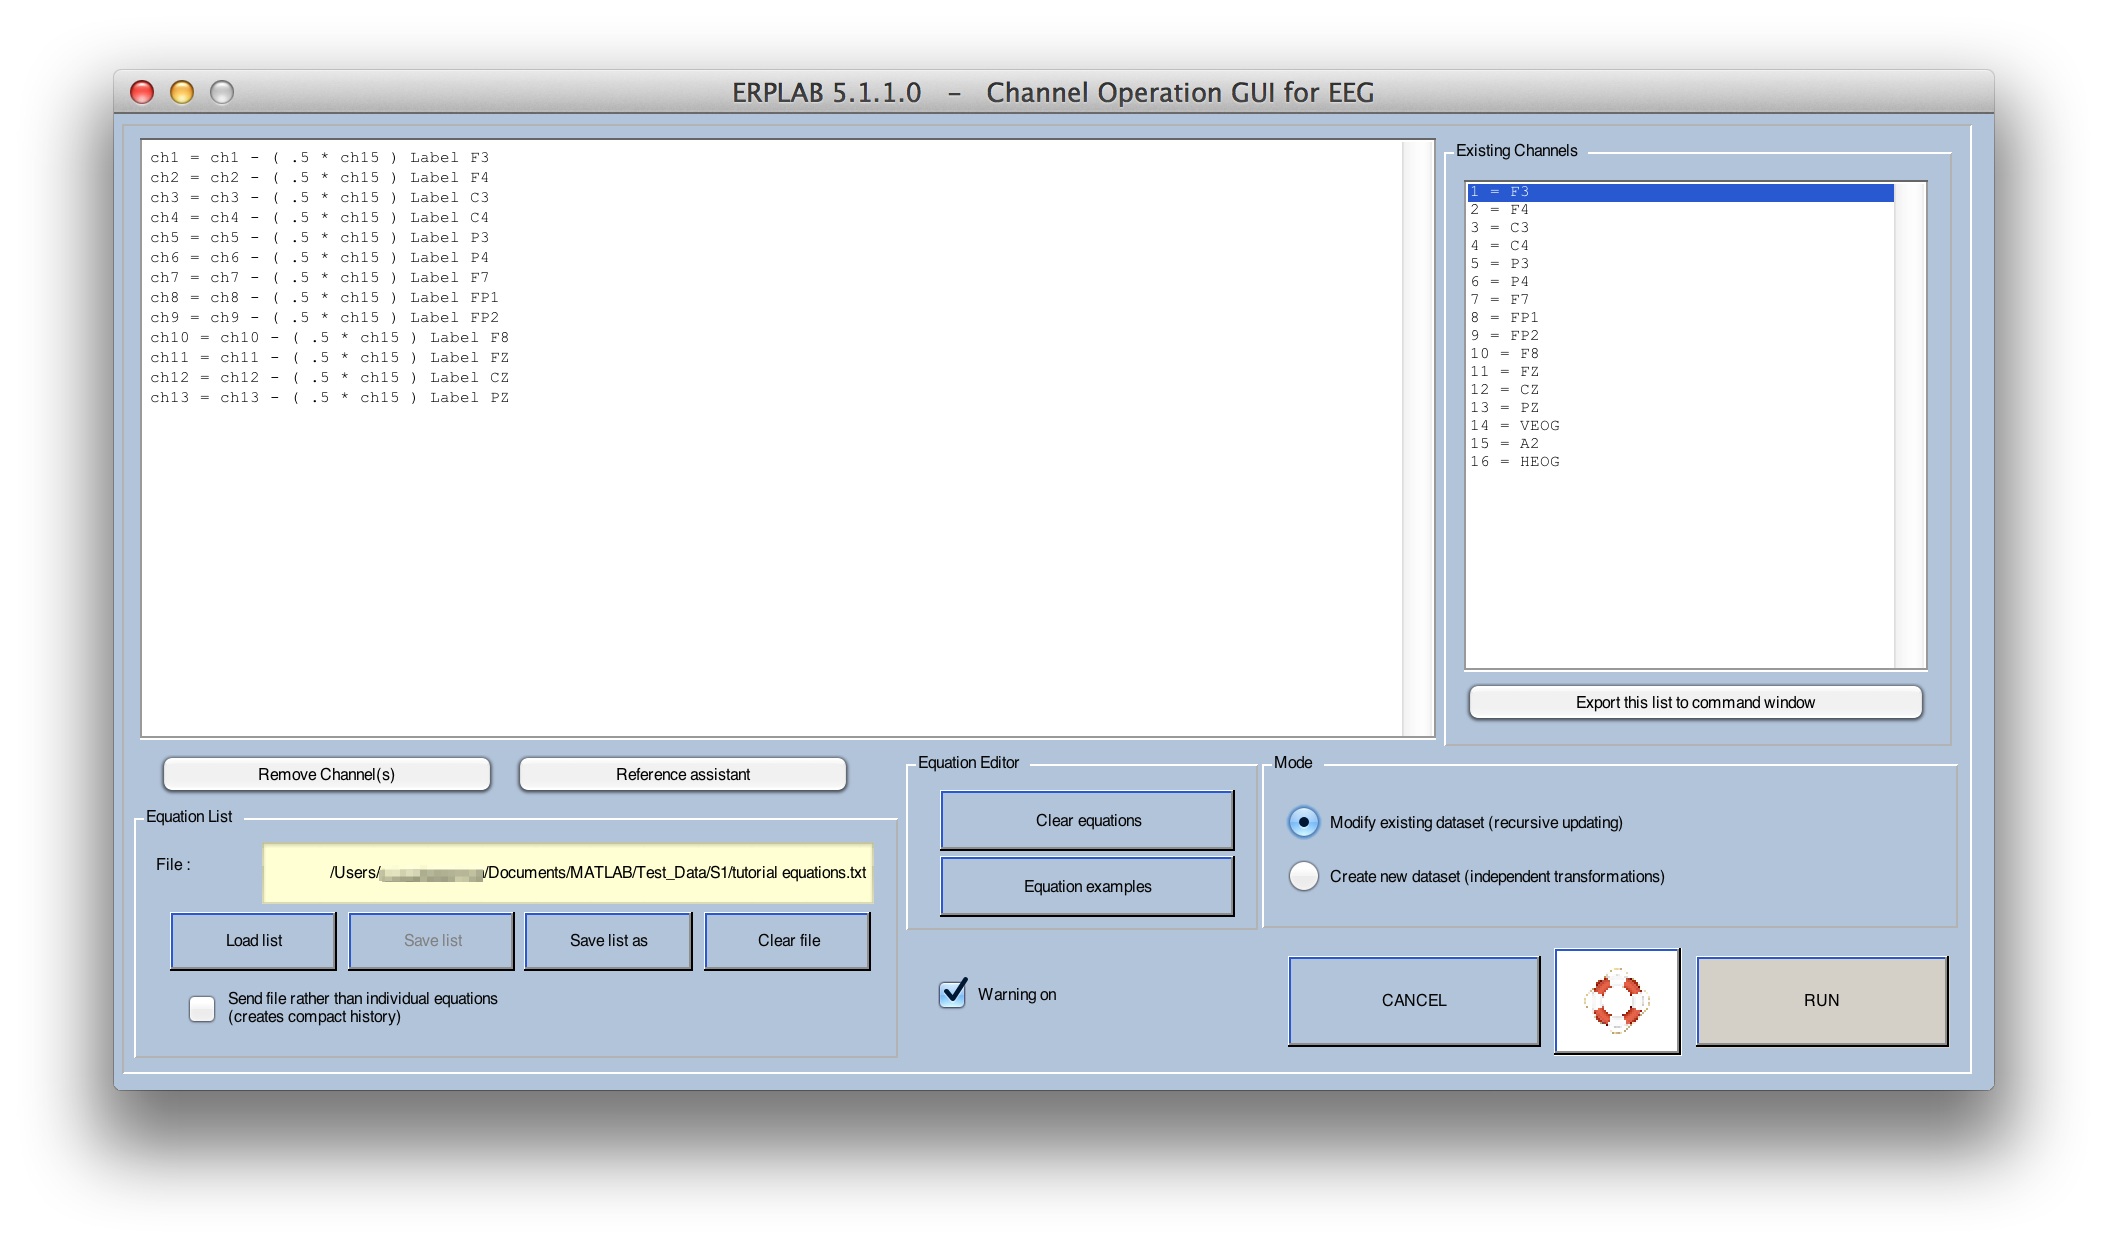 ERPLAB 5.1.1.0 - Channel Operation GUI for EEG
ch1 = ch1 - ( .5 * ch15 ) Label F3
ch2 = ch2 - ( .5 * ch15 ) Label F4
ch3 = ch3 - ( .5 * ch15 ) Label C3
ch4 = ch4 - ( .5 * ch15 ) Label C4
ch5 = ch5 - ( .5 * ch15 ) Label P3
ch6 = ch6 - ( .5 * ch15 ) Label P4
ch7 = ch7 - ( .5 * ch15 ) Label F7
ch8 = ch8 - ( .5 * ch15 ) Label FP1
ch9 = ch9 - ( .5 * ch15 ) Label FP2
ch10 = ch10 - ( .5 * ch15 ) Label F8
ch11 = ch11 - ( .5 * ch15 ) Label FZ
ch12 = ch12 - ( .5 * ch15 ) Label CZ
ch13 = ch13 - ( .5 * ch15 ) Label PZ
Existing Channels
1 = F3
2 = F4
3 = C3
4 = C4
5 = P3
6 = P4
7 = F7
8 = FP1
9 = FP2
10 = F8
11 = FZ
12 = CZ
13 = PZ
14 = VEOG
15 = A2
16 = HEOG
Export this list to command window
Remove Channel(s)
Reference assistant
Equation List
File :
/Users/ /Documents/MATLAB/Test_Data/S1/tutorial equations.txt
Load list
Save list
Save list as
Clear file
Send file rather than individual equations
(creates compact history)
Equation Editor
Clear equations
Equation examples
Warning on
Mode
Modify existing dataset (recursive updating)
Create new dataset (independent transformations)
CANCEL
RUN